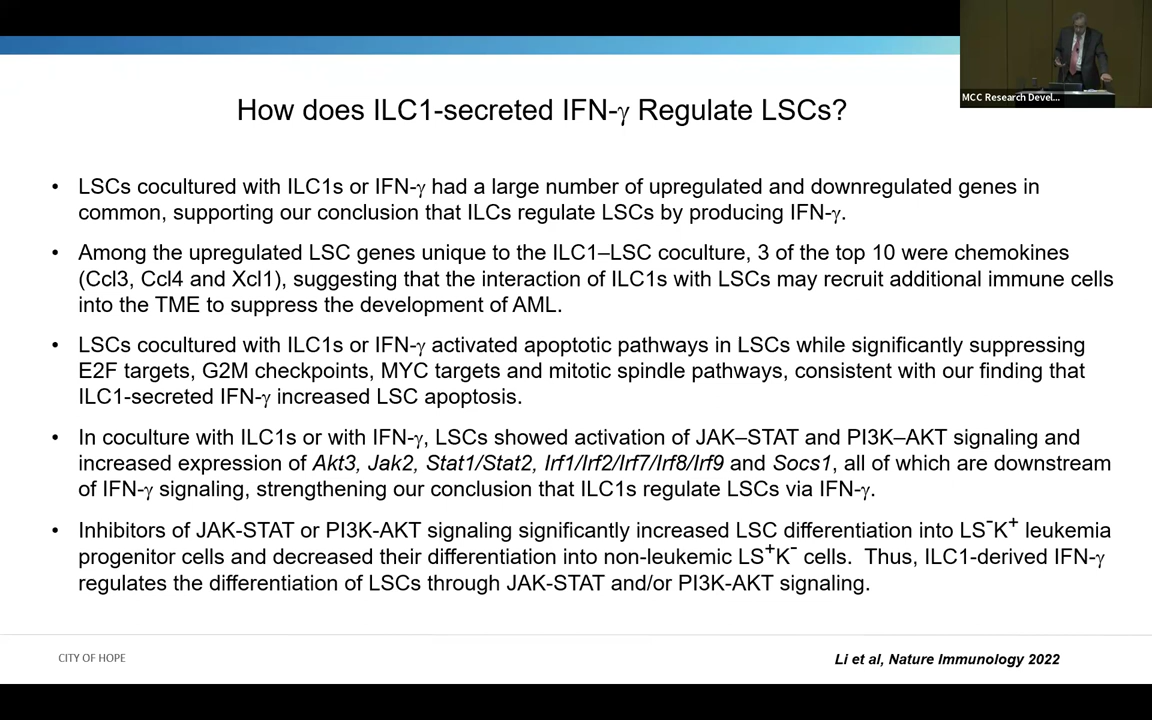 MCC Research Devel...
How does ILC1-secreted IFN-γ Regulate LSCs?
• LSCs cocultured with ILC1s or IFN-γ had a large number of upregulated and downregulated genes in
common, supporting our conclusion that ILCs regulate LSCs by producing IFN-γ.
• Among the upregulated LSC genes unique to the ILC1–LSC coculture, 3 of the top 10 were chemokines
(Ccl3, Ccl4 and Xcl1), suggesting that the interaction of ILC1s with LSCs may recruit additional immune cells
into the TME to suppress the development of AML.
• LSCs cocultured with ILC1s or IFN-γ activated apoptotic pathways in LSCs while significantly suppressing
E2F targets, G2M checkpoints, MYC targets and mitotic spindle pathways, consistent with our finding that
ILC1-secreted IFN-γ increased LSC apoptosis.
• In coculture with ILC1s or with IFN-γ, LSCs showed activation of JAK–STAT and PI3K–AKT signaling and
increased expression of Akt3, Jak2, Stat1/Stat2, Irf1/Irf2/Irf7/Irf8/Irf9 and Socs1, all of which are downstream
of IFN-γ signaling, strengthening our conclusion that ILC1s regulate LSCs via IFN-γ.
• Inhibitors of JAK-STAT or PI3K-AKT signaling significantly increased LSC differentiation into LS⁻K⁺ leukemia
progenitor cells and decreased their differentiation into non-leukemic LS⁺K⁻ cells.  Thus, ILC1-derived IFN-γ
regulates the differentiation of LSCs through JAK-STAT and/or PI3K-AKT signaling.
CITY OF HOPE
Li et al, Nature Immunology 2022